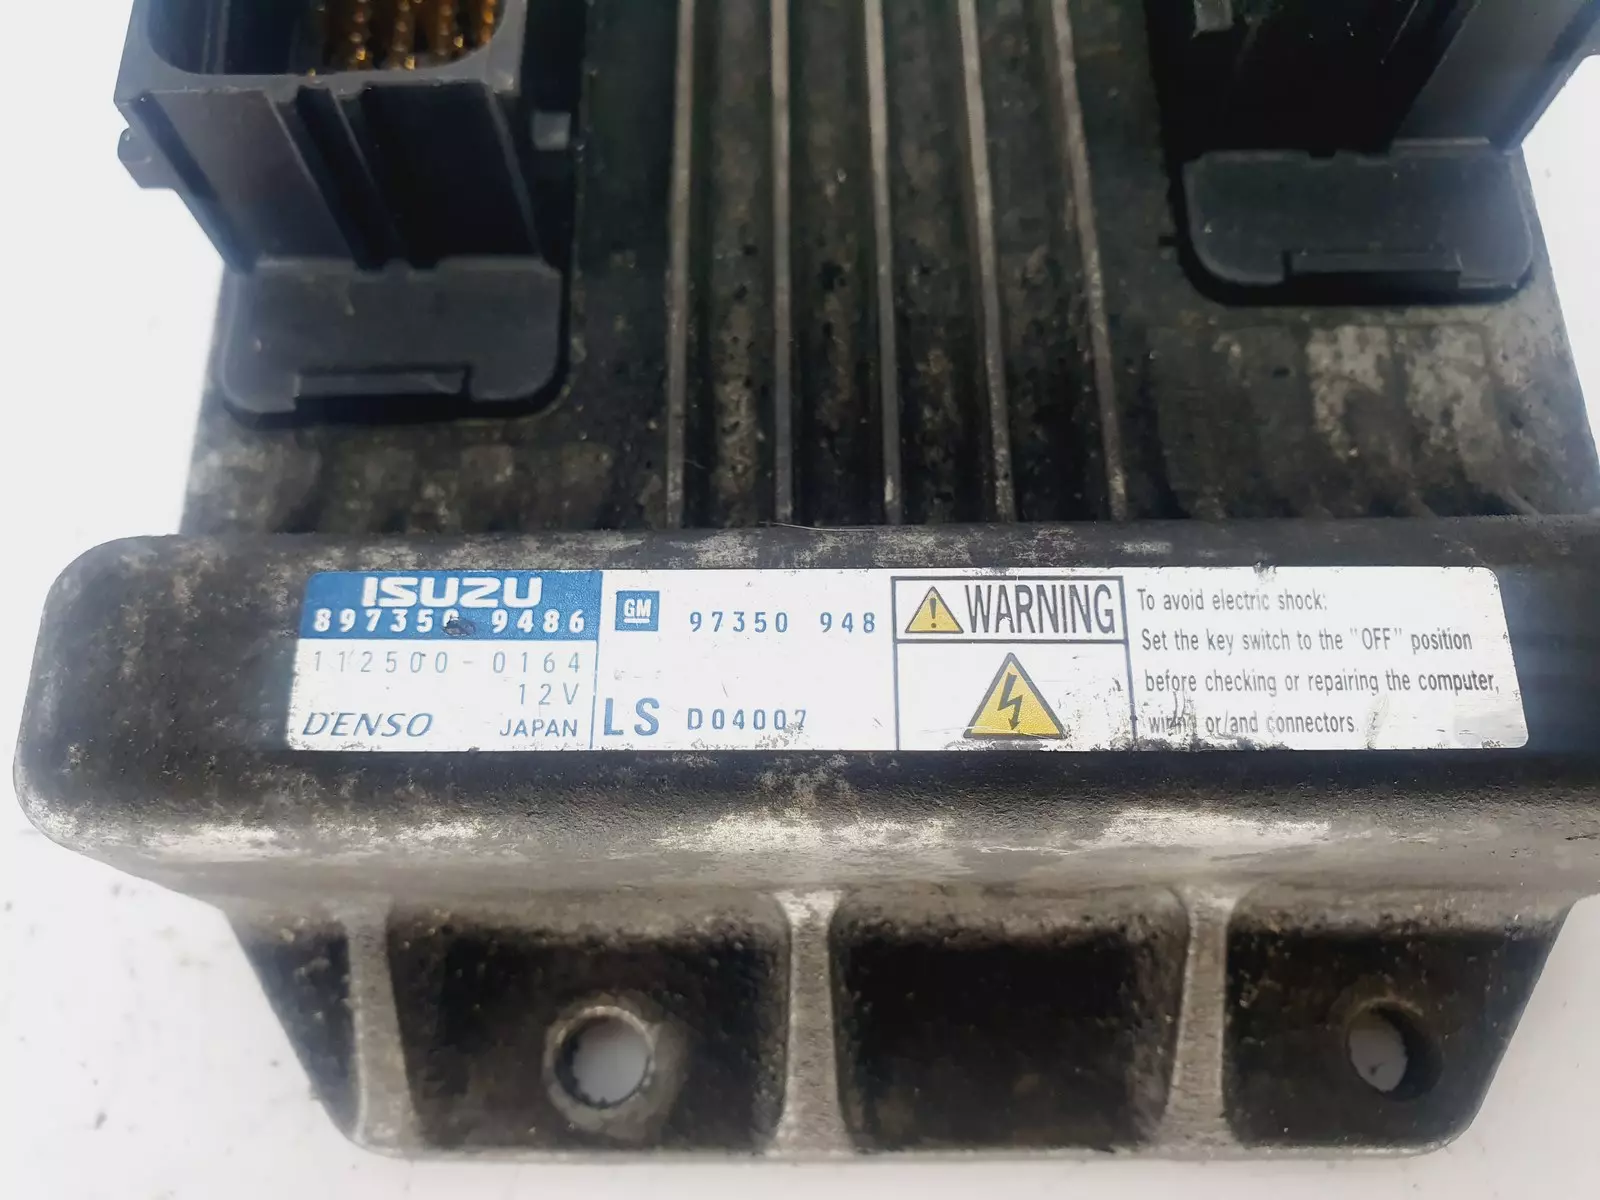 ISUZU
897350 9486
112500-0164
12V
DENSO JAPAN
GM 97350 948
LS D04007
WARNING
To avoid electric shock:
Set the key switch to the "OFF" position
before checking or repairing the computer,
wiring or/and connectors.